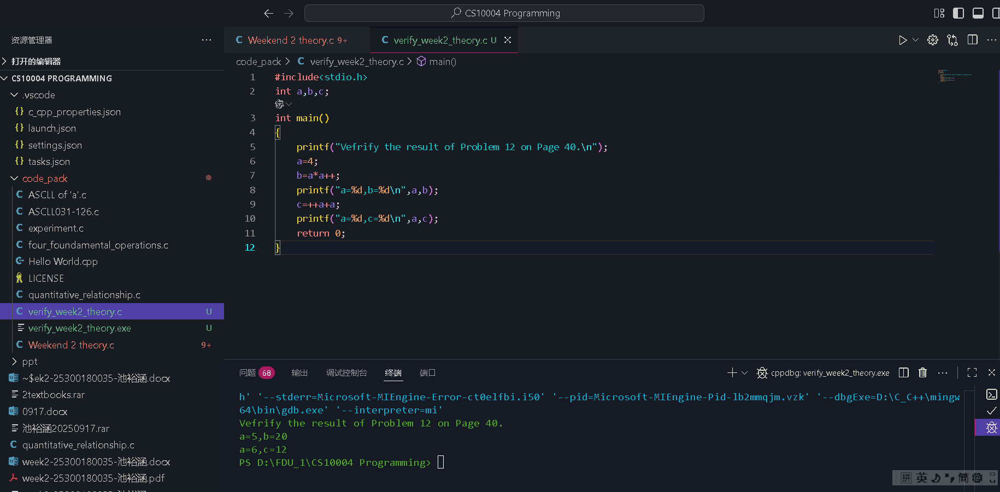 CS10004 Programming
资源管理器
打开的编辑器
CS10004 PROGRAMMING
.vscode
c_cpp_properties.json
launch.json
settings.json
tasks.json
code_pack
ASCLL of 'a'.c
ASCLL031-126.c
experiment.c
four_foundamental_operations.c
Hello World.cpp
LICENSE
quantitative_relationship.c
verify_week2_theory.c U
verify_week2_theory.exe U
Weekend 2 theory.c 9+
ppt
~$ek2-25300180035-池裕涵.docx
2textbooks.rar
0917.docx
池裕涵20250917.rar
quantitative_relationship.c
week2-25300180035-池裕涵.docx
week2-25300180035-池裕涵.pdf
Weekend 2 theory.c 9+ verify_week2_theory.c U
code_pack > verify_week2_theory.c > main()
1 #include<stdio.h>
2 int a,b,c;
3 int main()
4 {
5 printf("Vefrify the result of Problem 12 on Page 40.\n");
6 a=4;
7 b=a*a++;
8 printf("a=%d,b=%d\n",a,b);
9 c=++a+a;
10 printf("a=%d,c=%d\n",a,c);
11 return 0;
12 }
问题 68 输出 调试控制台 终端 端口 cppdbg: verify_week2_theory.exe
h' '--stderr=Microsoft-MIEngine-Error-ct0elfbi.i50' '--pid=Microsoft-MIEngine-Pid-lb2mmqjm.vzk' '--dbgExe=D:\C_C++\mingw
64\bin\gdb.exe' '--interpreter=mi'
Vefrify the result of Problem 12 on Page 40.
a=5,b=20
a=6,c=12
PS D:\FDU_1\CS10004 Programming>
拼 英 简